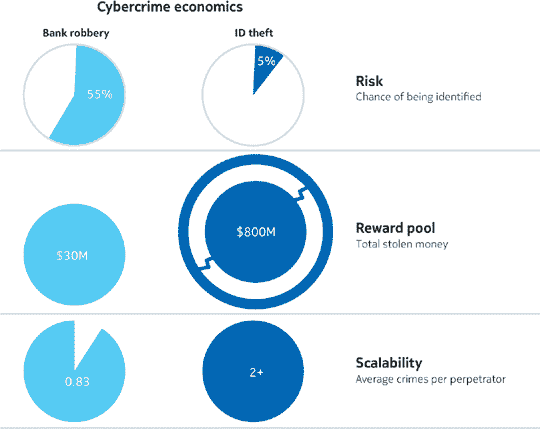 Cybercrime economics
Bank robbery
ID theft
55%
5%
Risk
Chance of being identified
$30M
$800M
Reward pool
Total stolen money
0.83
2+
Scalability
Average crimes per perpetrator